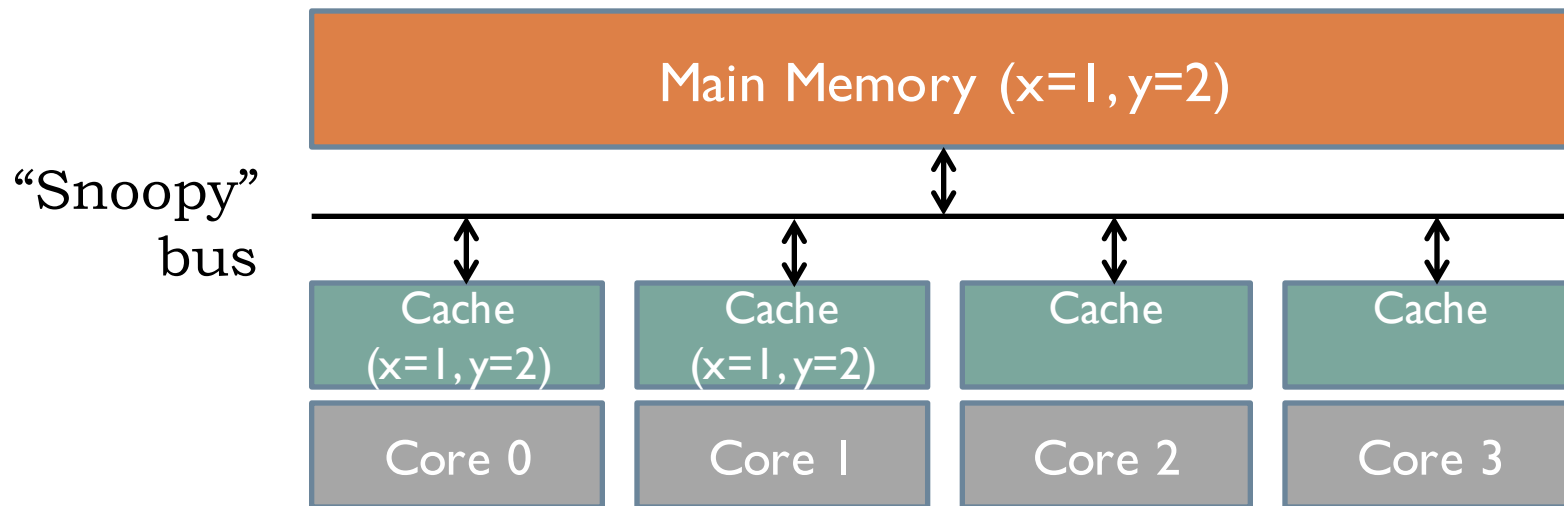 Main Memory (x=1, y=2)
“Snoopy”
bus
Cache
(x=1, y=2)
Cache
(x=1, y=2)
Cache
Cache
Core 0
Core 1
Core 2
Core 3